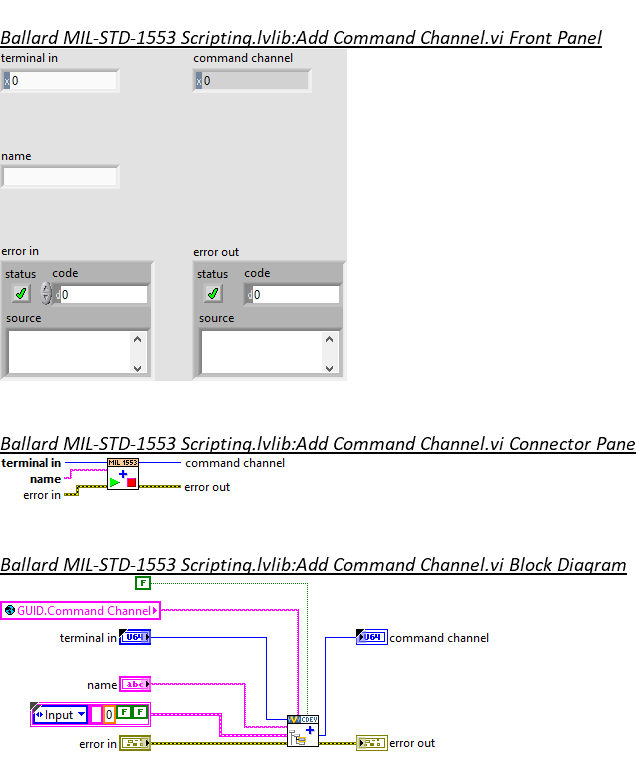 Ballard MIL-STD-1553 Scripting.lvlib:Add Command Channel.vi Front Panel
terminal in command channel
x 0 x 0
name
error in error out
status code status code
d 0 d 0
source source
Ballard MIL-STD-1553 Scripting.lvlib:Add Command Channel.vi Connector Pane
terminal in MIL 1553 command channel
name
error in error out
Ballard MIL-STD-1553 Scripting.lvlib:Add Command Channel.vi Block Diagram
F
GUID.Command Channel
terminal in U64 U64 command channel
name abc
Input 0 F F
CDEV
error in error out